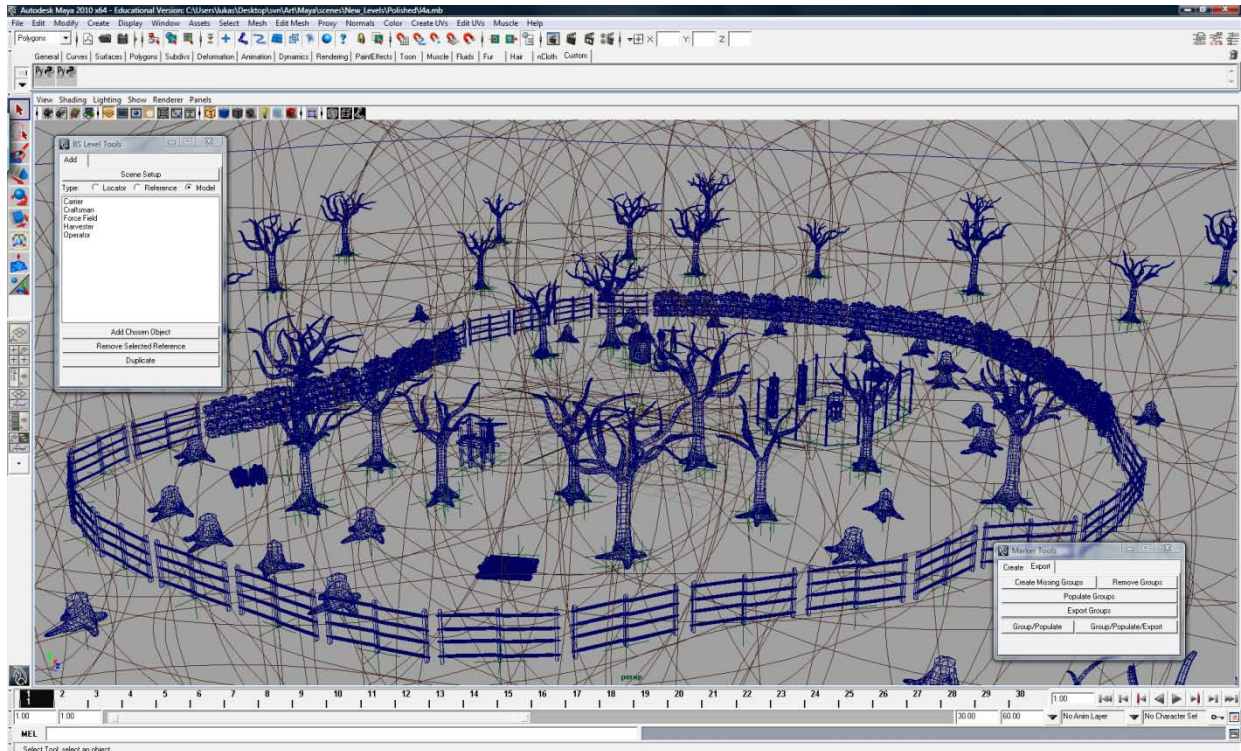 Autodesk Maya 2010 x64 - Educational Version: C:\Users\lukas\Desktop\svn\Art\Maya\scenes\New_Levels\Polished\l4a.mb
File Edit Modify Create Display Window Assets Select Mesh Edit Mesh Proxy Normals Color Create UVs Edit UVs Muscle Help
Polygons X: Y: Z:
General Curves Surfaces Polygons Subdivs Deformation Animation Dynamics Rendering PaintEffects Toon Muscle Fluids Fur Hair nCloth Custom
Py Py
View Shading Lighting Show Renderer Panels
BS Level Tools
Add
Scene Setup
Type: Locator Reference Model
Carrier
Craftsman
Force Field
Harvester
Operator
Add Chosen Object
Remove Selected Reference
Duplicate
Marker Tools
Create Export
Create Missing Groups Remove Groups
Populate Groups
Export Groups
Group/Populate Group/Populate/Export
persp
1 2 3 4 5 6 7 8 9 10 11 12 13 14 15 16 17 18 19 20 21 22 23 24 25 26 27 28 29 30 1.00
1
1.00 1.00 30.00 60.00 No Anim Layer No Character Set
MEL
Select Tool: select an object